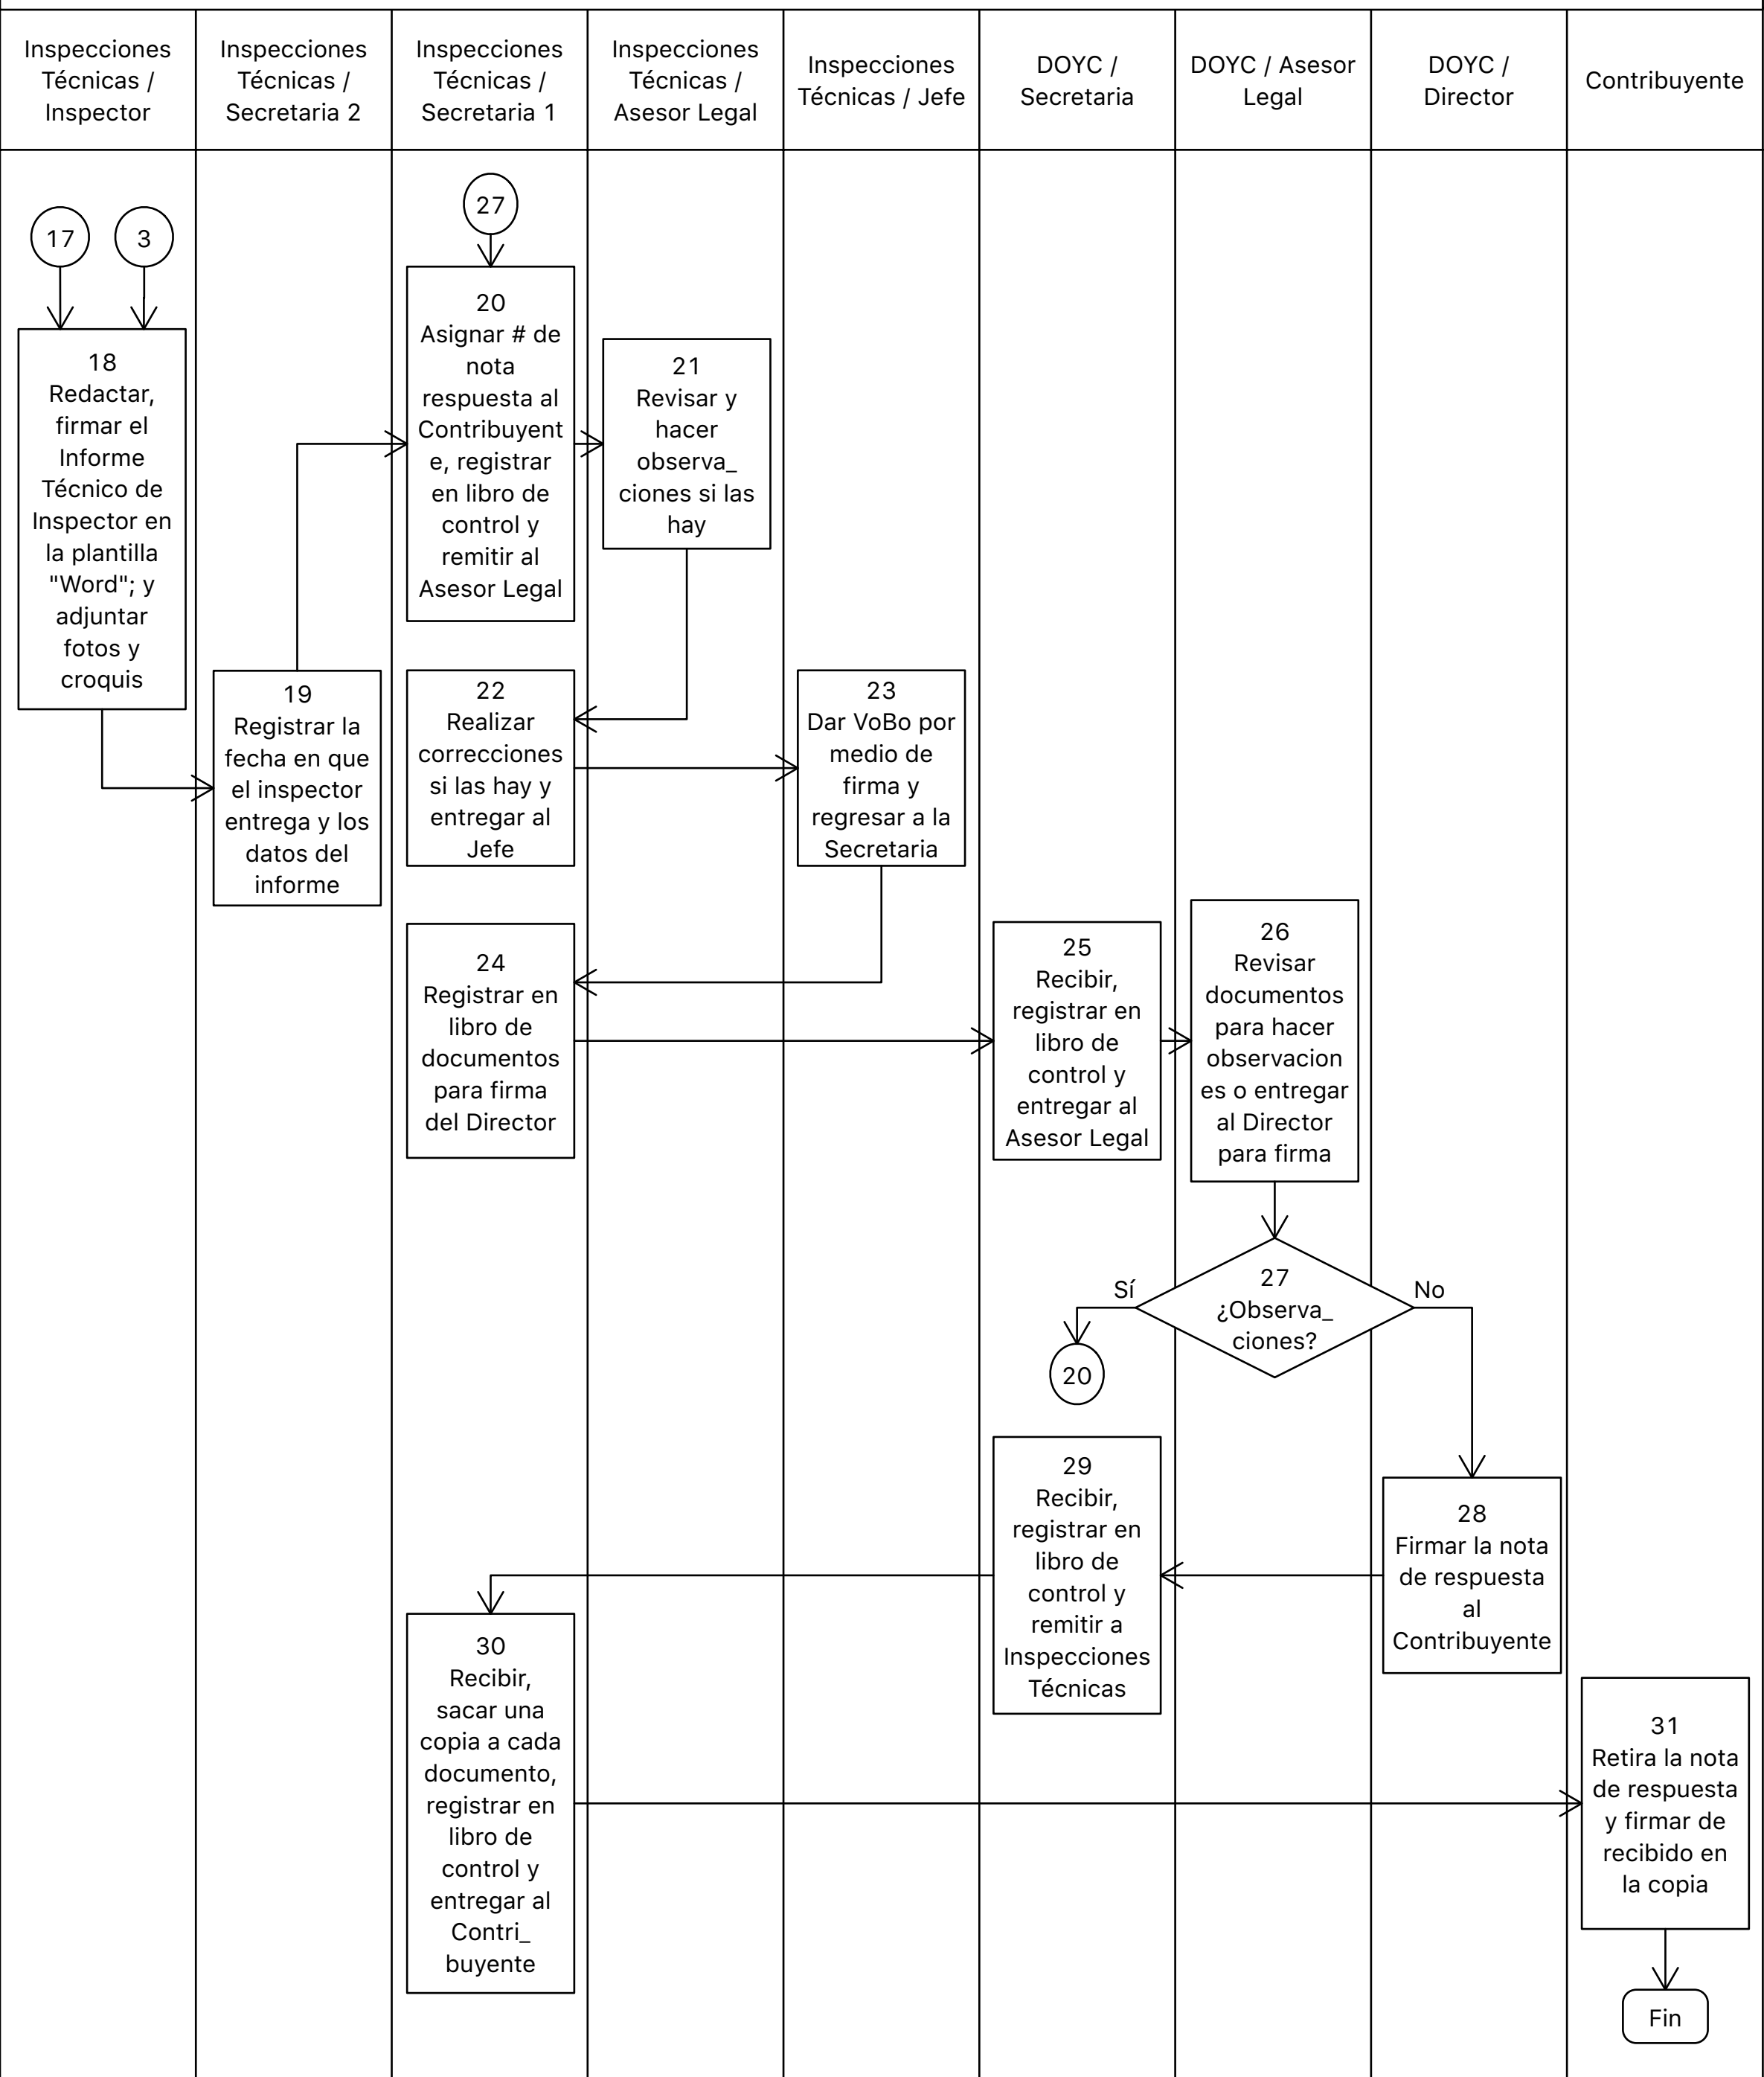 Inspecciones
Técnicas /
Inspector
Inspecciones
Técnicas /
Secretaria 2
Inspecciones
Técnicas /
Secretaria 1
Inspecciones
Técnicas /
Asesor Legal
Inspecciones
Técnicas / Jefe
DOYC /
Secretaria
DOYC / Asesor
Legal
DOYC /
Director
Contribuyente
17
3
27
18
Redactar,
firmar el
Informe
Técnico de
Inspector en
la plantilla
"Word"; y
adjuntar
fotos y
croquis
19
Registrar la
fecha en que
el inspector
entrega y los
datos del
informe
20
Asignar # de
nota
respuesta al
Contribuyent
e, registrar
en libro de
control y
remitir al
Asesor Legal
21
Revisar y
hacer
observa_
ciones si las
hay
22
Realizar
correcciones
si las hay y
entregar al
Jefe
23
Dar VoBo por
medio de
firma y
regresar a la
Secretaria
24
Registrar en
libro de
documentos
para firma
del Director
25
Recibir,
registrar en
libro de
control y
entregar al
Asesor Legal
26
Revisar
documentos
para hacer
observacion
es o entregar
al Director
para firma
27
¿Observa_
ciones?
Sí
No
20
28
Firmar la nota
de respuesta
al
Contribuyente
29
Recibir,
registrar en
libro de
control y
remitir a
Inspecciones
Técnicas
30
Recibir,
sacar una
copia a cada
documento,
registrar en
libro de
control y
entregar al
Contri_
buyente
31
Retira la nota
de respuesta
y firmar de
recibido en
la copia
Fin